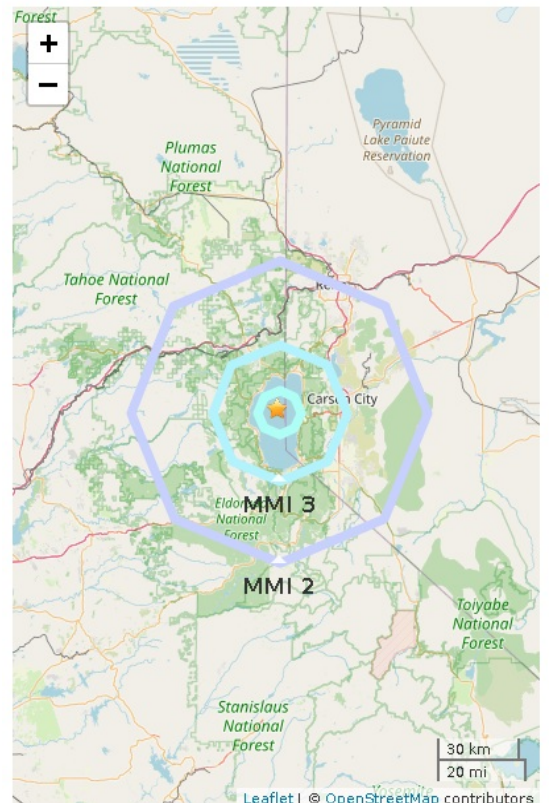 Forest
+
−
Pyramid
Lake Paiute
Reservation
Plumas
National
Forest
Tahoe National
Forest
Carson City
MMI 3
National
Forest
MMI 2
Toiyabe
National
Forest
Stanislaus
National
Forest
30 km
20 mi
Yosemite
Leaflet | © OpenStreetMap contributors